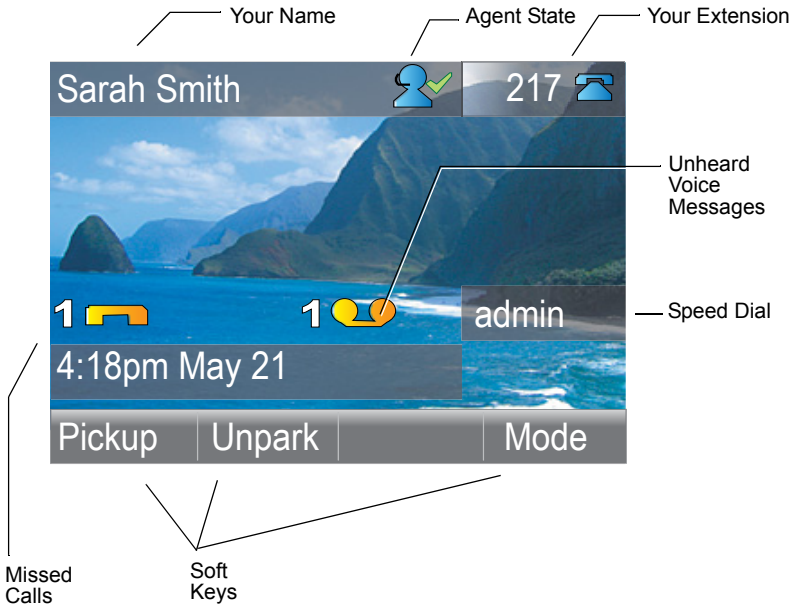 Your Name
Agent State
Your Extension
Sarah Smith
217
Unheard
Voice
Messages
1
1
admin
Speed Dial
4:18pm May 21
Pickup
Unpark
Mode
Missed
Calls
Soft
Keys